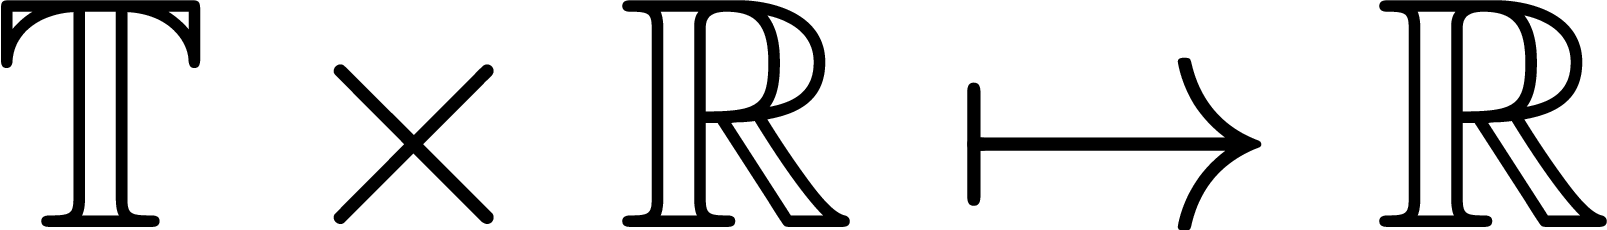 𝕋 × ℝ ↦ ℝ